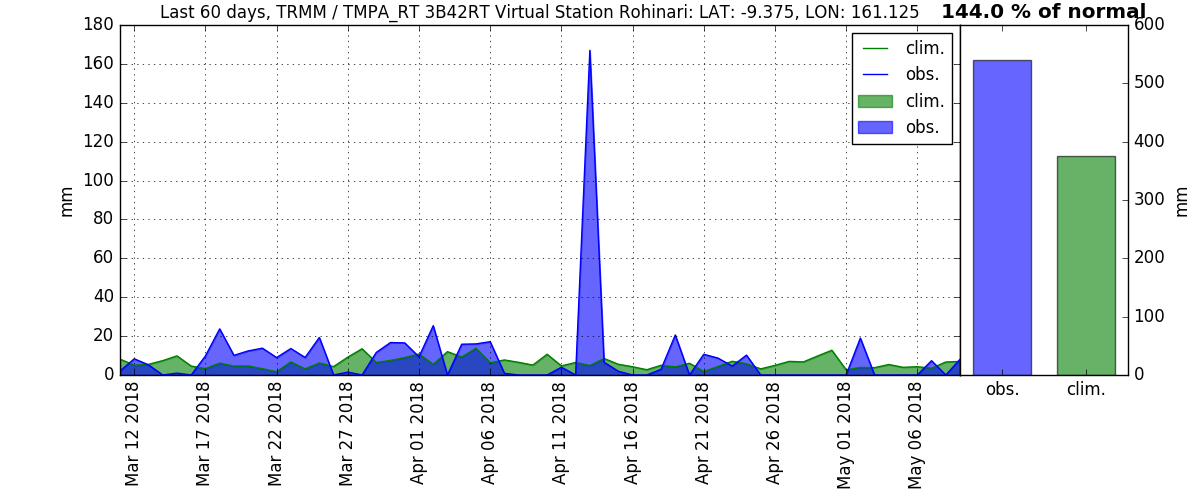 Last 60 days, TRMM / TMPA_RT 3B42RT Virtual Station Rohinari: LAT: -9.375, LON: 161.125
144.0 % of normal
180
160
140
120
100
80
60
40
20
0
mm
clim.
obs.
clim.
obs.
Mar 12 2018
Mar 17 2018
Mar 22 2018
Mar 27 2018
Apr 01 2018
Apr 06 2018
Apr 11 2018
Apr 16 2018
Apr 21 2018
Apr 26 2018
May 01 2018
May 06 2018
600
500
400
300
200
100
0
mm
obs.
clim.